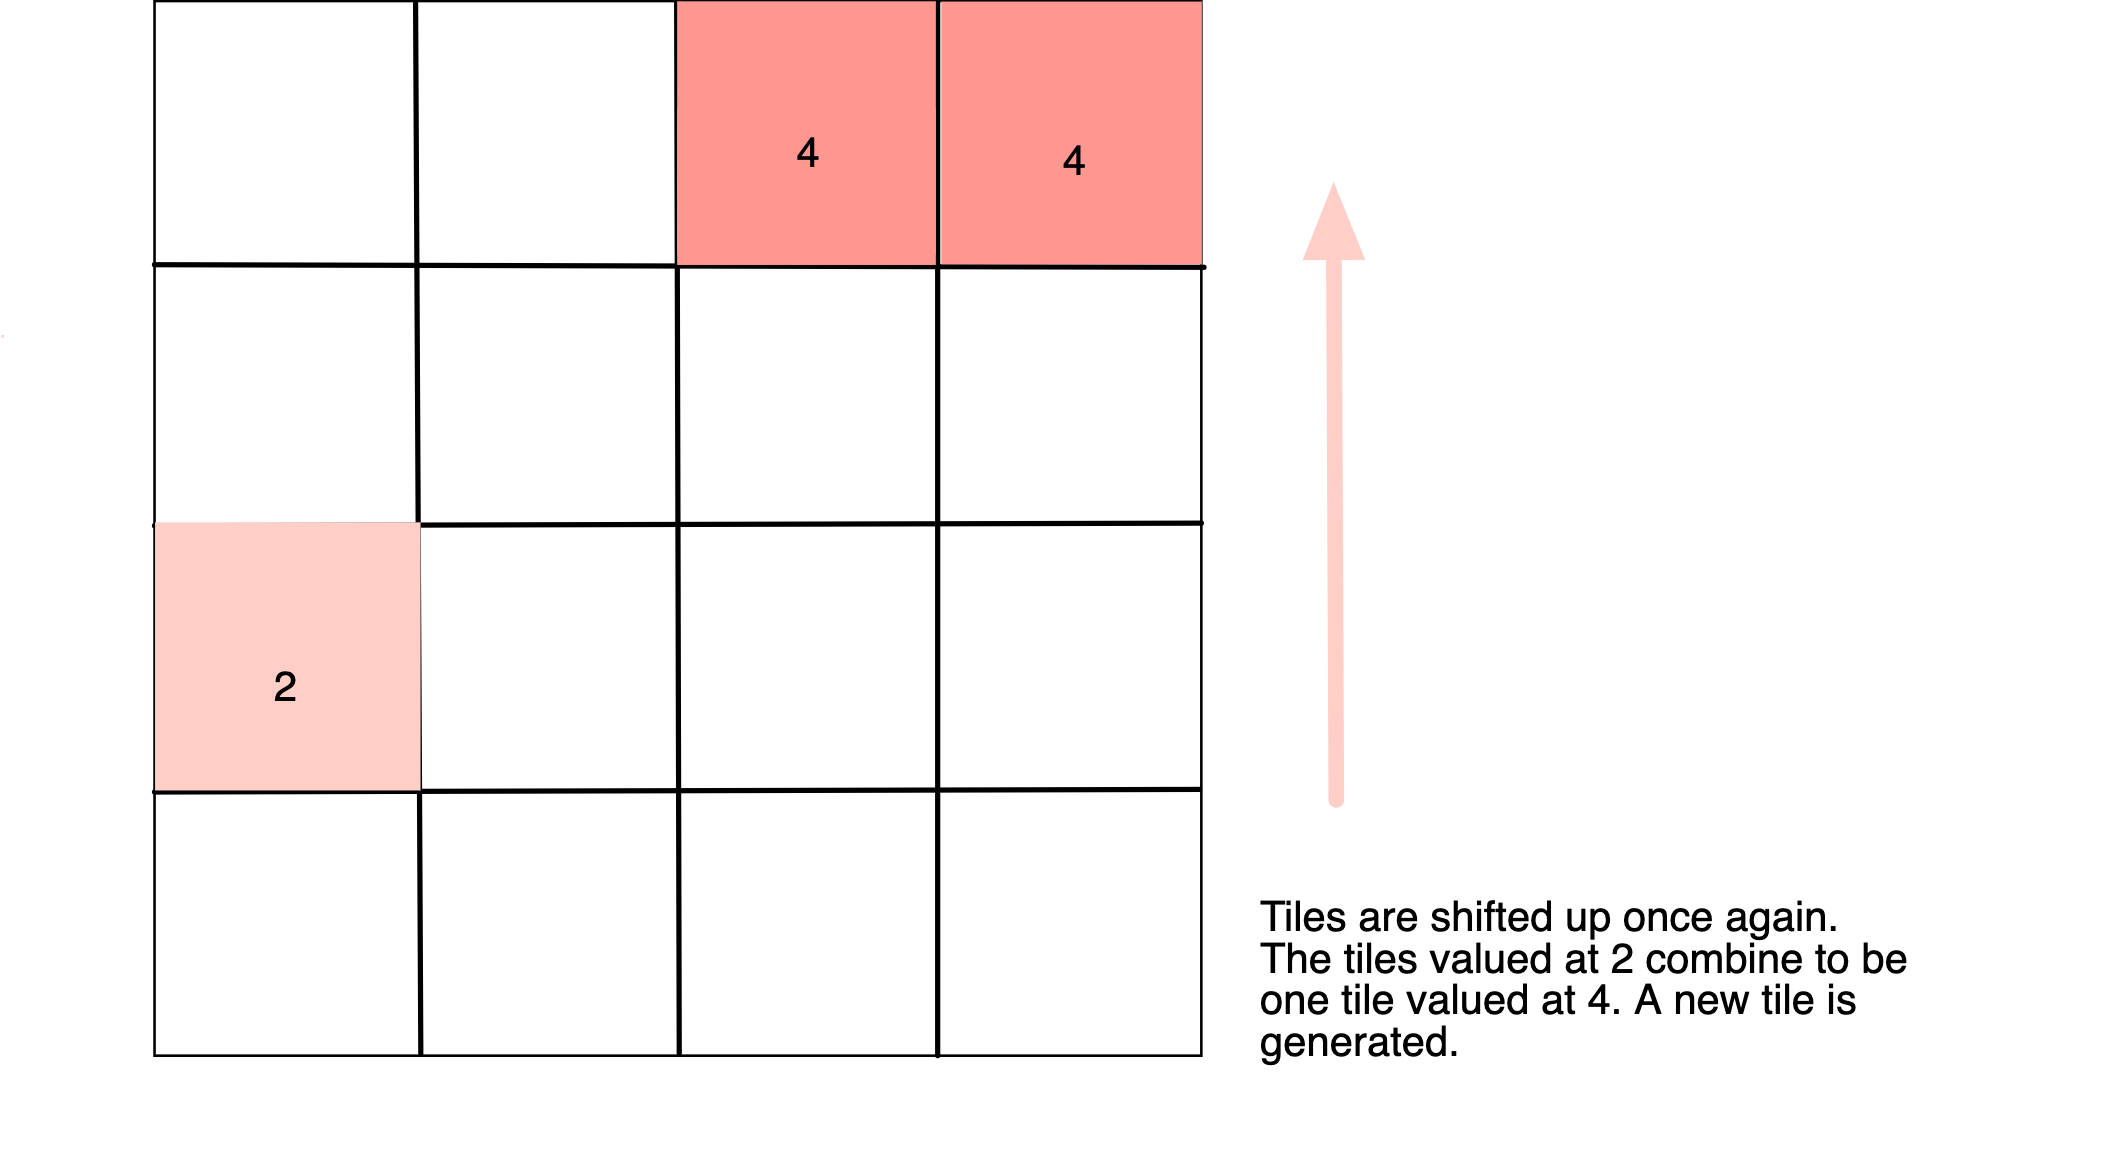 4
4
2
Tiles are shifted up once again.
The tiles valued at 2 combine to be
one tile valued at 4. A new tile is
generated.